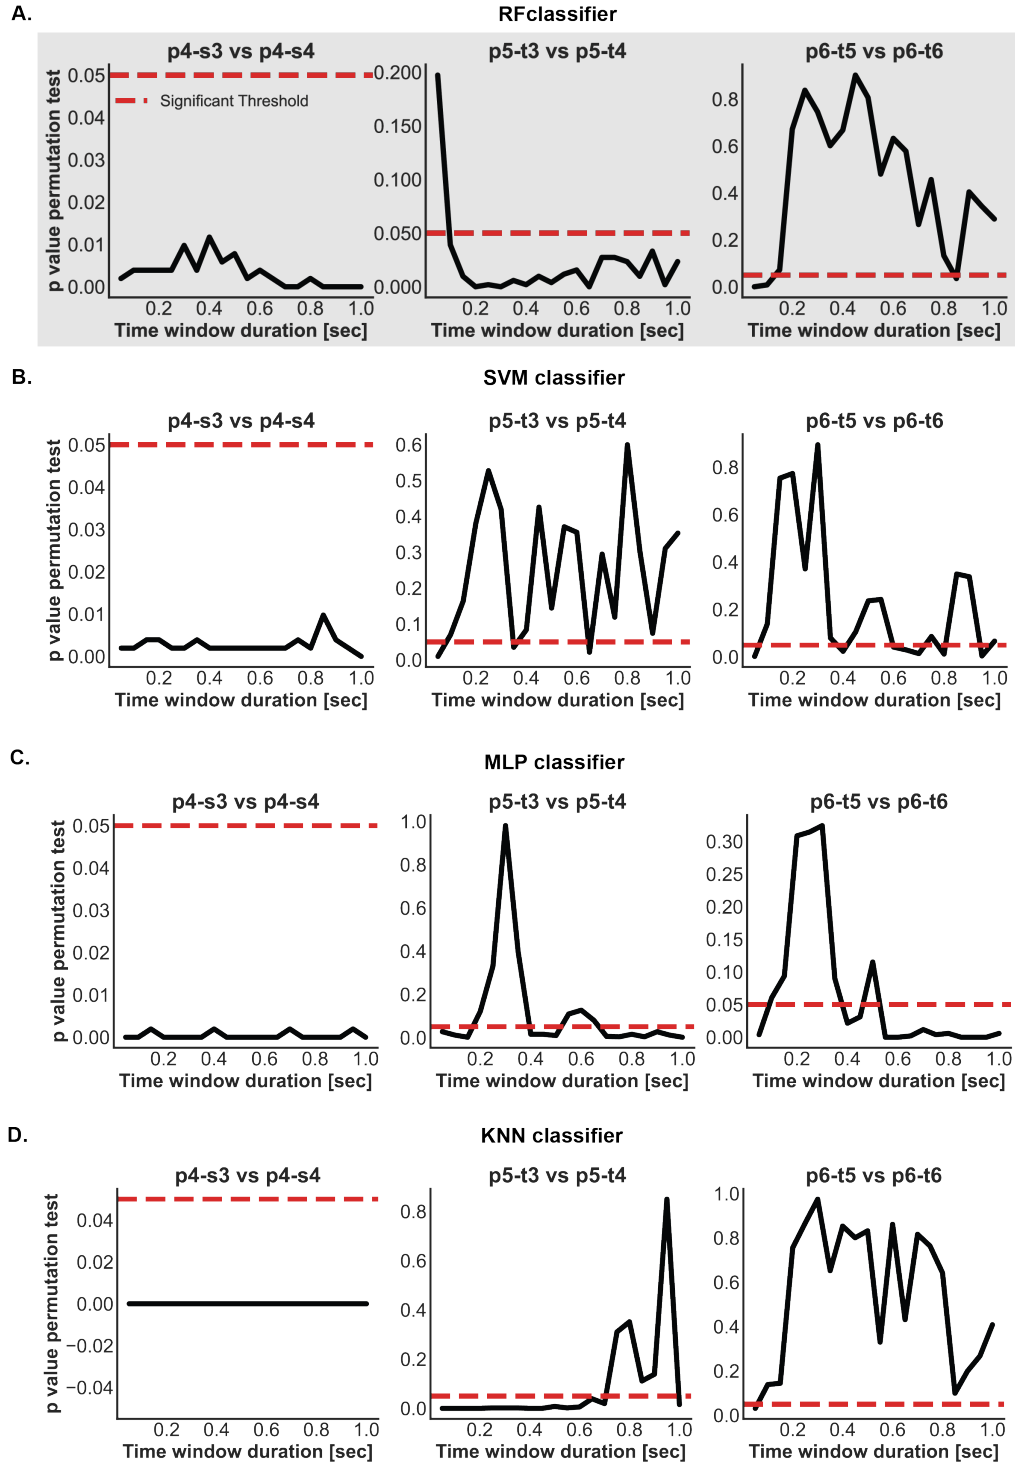 A.
RFclassifier
p4-s3 vs p4-s4
p5-t3 vs p5-t4
p6-t5 vs p6-t6
p value permutation test
0.05
0.04
0.03
0.02
0.01
0.00
Significant Threshold
0.2 0.4 0.6 0.8 1.0
Time window duration [sec]
0.200
0.150
0.100
0.050
0.000
0.2 0.4 0.6 0.8 1.0
Time window duration [sec]
0.8
0.6
0.4
0.2
0.0
0.2 0.4 0.6 0.8 1.0
Time window duration [sec]
B.
SVM classifier
p4-s3 vs p4-s4
p5-t3 vs p5-t4
p6-t5 vs p6-t6
p value permutation test
0.05
0.04
0.03
0.02
0.01
0.00
0.2 0.4 0.6 0.8 1.0
Time window duration [sec]
0.6
0.5
0.4
0.3
0.2
0.1
0.0
0.2 0.4 0.6 0.8 1.0
Time window duration [sec]
0.8
0.6
0.4
0.2
0.0
0.2 0.4 0.6 0.8 1.0
Time window duration [sec]
C.
MLP classifier
p4-s3 vs p4-s4
p5-t3 vs p5-t4
p6-t5 vs p6-t6
p value permutation test
0.05
0.04
0.03
0.02
0.01
0.00
0.2 0.4 0.6 0.8 1.0
Time window duration [sec]
1.0
0.8
0.6
0.4
0.2
0.0
0.2 0.4 0.6 0.8 1.0
Time window duration [sec]
0.30
0.25
0.20
0.15
0.10
0.05
0.00
0.2 0.4 0.6 0.8 1.0
Time window duration [sec]
D.
KNN classifier
p4-s3 vs p4-s4
p5-t3 vs p5-t4
p6-t5 vs p6-t6
p value permutation test
0.04
0.02
0.00
−0.02
−0.04
0.2 0.4 0.6 0.8 1.0
Time window duration [sec]
0.8
0.6
0.4
0.2
0.0
0.2 0.4 0.6 0.8 1.0
Time window duration [sec]
1.0
0.8
0.6
0.4
0.2
0.0
0.2 0.4 0.6 0.8 1.0
Time window duration [sec]